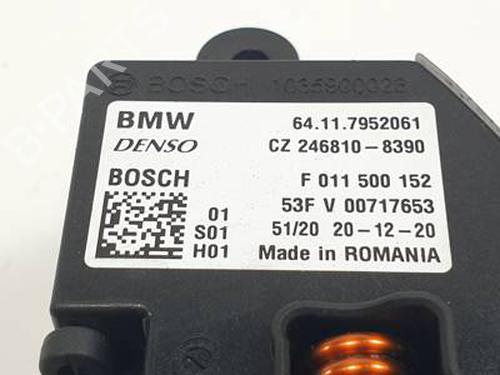 BOSCH 1035900026
BMW 64.11.7952061
DENSO CZ 246810-8390
BOSCH F 011 500 152
01 53F V 00717653
S01 51/20 20-12-20
H01 Made in ROMANIA